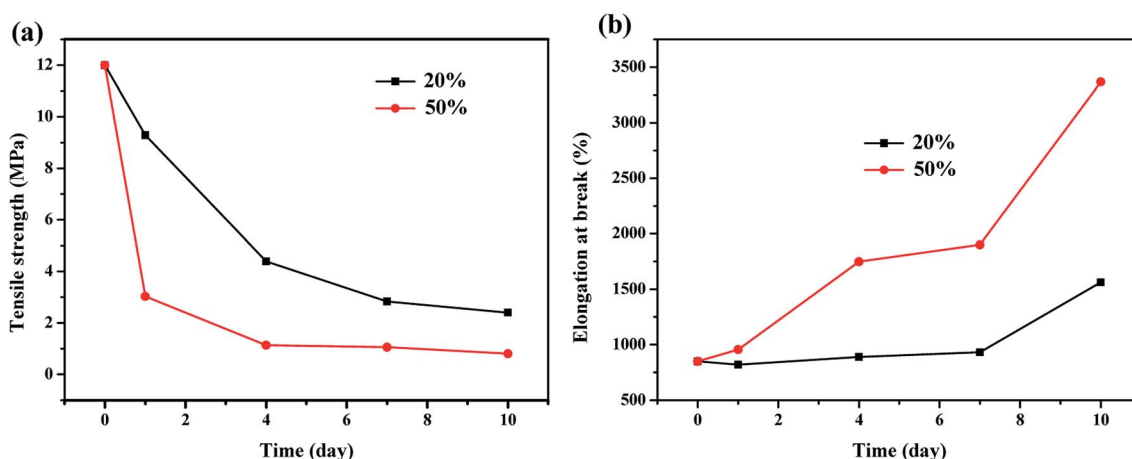 (a)
12
10
8
6
4
2
0
Tensile strength (MPa)
20%
50%
0 2 4 6 8 10
Time (day)
(b)
3500
3000
2500
2000
1500
1000
500
Elongation at break (%)
20%
50%
0 2 4 6 8 10
Time (day)